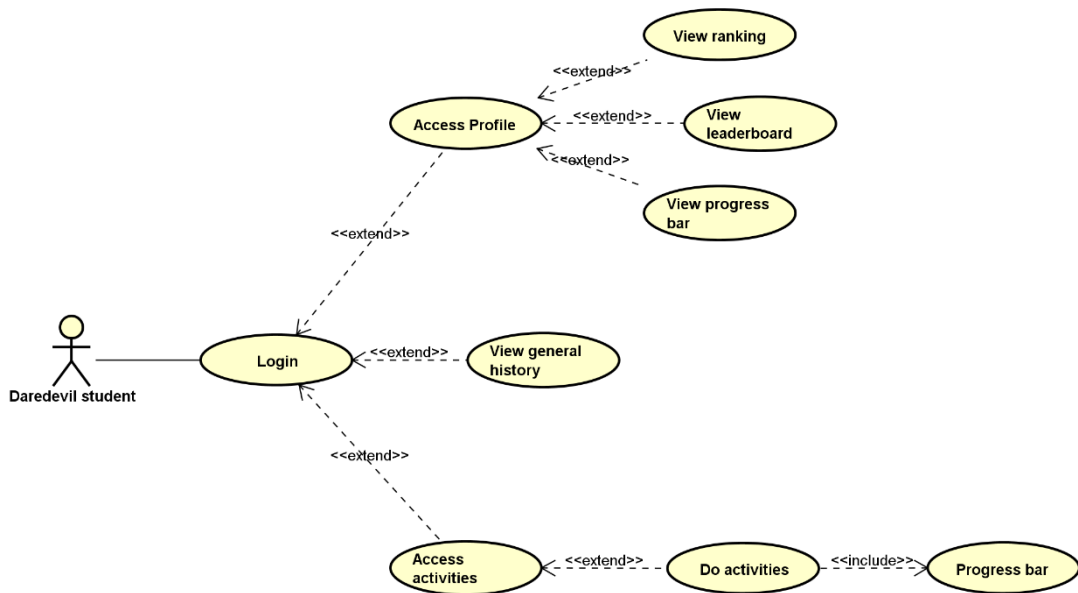 View ranking
<<extend>>
Access Profile
<<extend>>
View
leaderboard
<<extend>>
View progress
bar
<<extend>>
Login
<<extend>>
View general
history
Daredevil student
<<extend>>
Access
activities
<<extend>>
Do activities
<<include>>
Progress bar